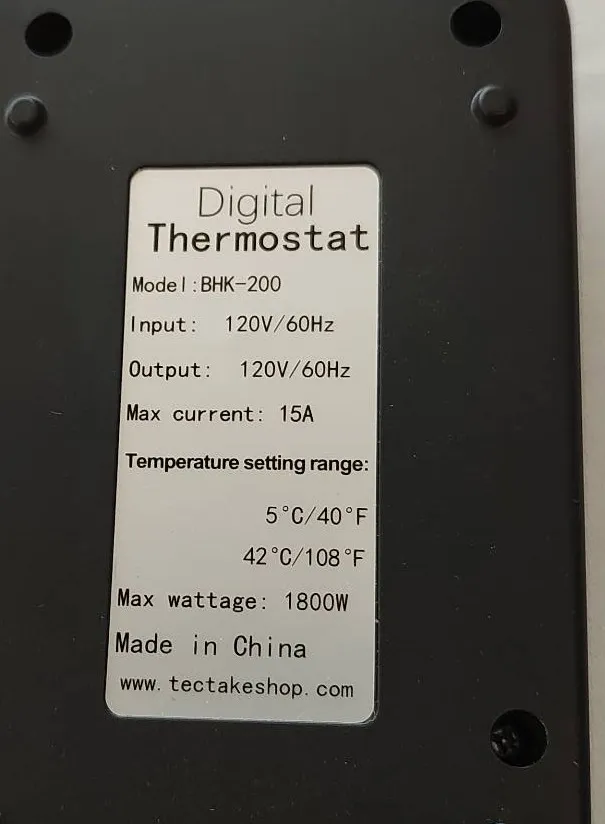 Digital
Thermostat
Model:BHK-200
Input: 120V/60Hz
Output: 120V/60Hz
Max current: 15A
Temperature setting range:
5°C/40°F
42°C/108°F
Max wattage: 1800W
Made in China
www.tectakeshop.com